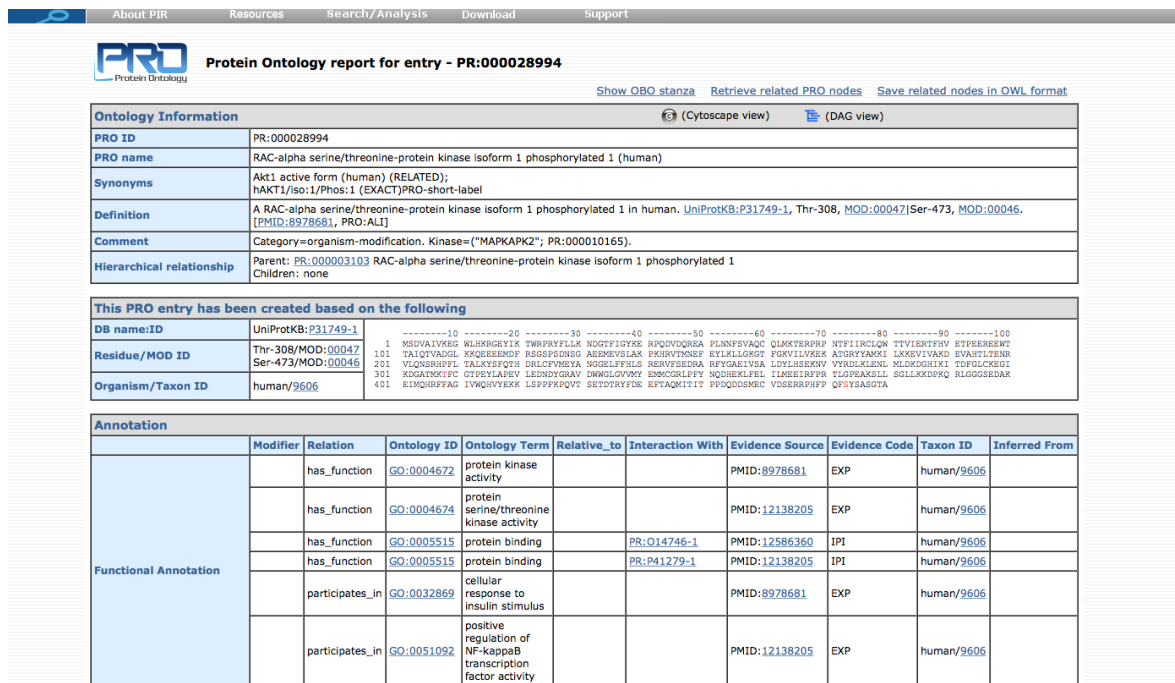 About PIR Resources Search/Analysis Download Support
PRO
Protein Ontology
Protein Ontology report for entry - PR:000028994
Show OBO stanza Retrieve related PRO nodes Save related nodes in OWL format
Ontology Information (Cytoscape view) (DAG view)
PRO ID PR:000028994
PRO name RAC-alpha serine/threonine-protein kinase isoform 1 phosphorylated 1 (human)
Synonyms
Akt1 active form (human) (RELATED);
hAKT1/iso:1/Phos:1 (EXACT)PRO-short-label
Definition
A RAC-alpha serine/threonine-protein kinase isoform 1 phosphorylated 1 in human. UniProtKB:P31749-1, Thr-308, MOD:00047|Ser-473, MOD:00046.
[PMID:8978681, PRO:ALI]
Comment Category=organism-modification. Kinase=("MAPKAPK2"; PR:000010165).
Hierarchical relationship
Parent: PR:000003103 RAC-alpha serine/threonine-protein kinase isoform 1 phosphorylated 1
Children: none
This PRO entry has been created based on the following
DB name:ID UniProtKB:P31749-1
Residue/MOD ID
Thr-308/MOD:00047
Ser-473/MOD:00046
Organism/Taxon ID human/9606
--------10 --------20 --------30 --------40 --------50 --------60 --------70 --------80 --------90 -------100
1 MSDVAIVKEG WLHKRGEYIK TWRPRYFLLK NDGTFIGYKE RPQDVDQREA PLNNFSVAQC QLMKTERPRP NTFIIRCLQW TTVIERTFHV ETPEEREEWT
101 TAIQTVADGL KKQEEEEMDF RSGSPSDNSG AEEMEVSLAK PKHRVTMNEF EYLKLLGKGT FGKVILVKEK ATGRYYAMKI LKKEVIVAKD EVAHTLTENR
201 VLQNSRHPFL TALKYSFQTH DRLCFVMEYA NGGELFFHLS RERVFSEDRA RFYGAEIVSA LDYLHSEKNV VYRDLKLENL MLDKDGHIKI TDFGLCKEGI
301 KDGATMKTFC GTPEYLAPEV LEDNDYGRAV DWWGLGVVMY EMMCGRLPFY NQDHEKLFEL ILMEEIRFPR TLGPEAKSLL SGLLKKDPKQ RLGGGSEDAK
401 EIMQHRFFAG IVWQHVYEKK LSPPFKPQVT SETDTRYFDE EFTAQMITIT PPDQDDSMEC VDSERRPHFP QFSYSASGTA
Annotation
Modifier Relation Ontology ID Ontology Term Relative_to Interaction With Evidence Source Evidence Code Taxon ID Inferred From
Functional Annotation
has_function GO:0004672 protein kinase activity PMID:8978681 EXP human/9606
has_function GO:0004674 protein serine/threonine kinase activity PMID:12138205 EXP human/9606
has_function GO:0005515 protein binding PR:O14746-1 PMID:12586360 IPI human/9606
has_function GO:0005515 protein binding PR:P41279-1 PMID:12138205 IPI human/9606
participates_in GO:0032869 cellular response to insulin stimulus PMID:8978681 EXP human/9606
participates_in GO:0051092 positive regulation of NF-kappaB transcription factor activity PMID:12138205 EXP human/9606